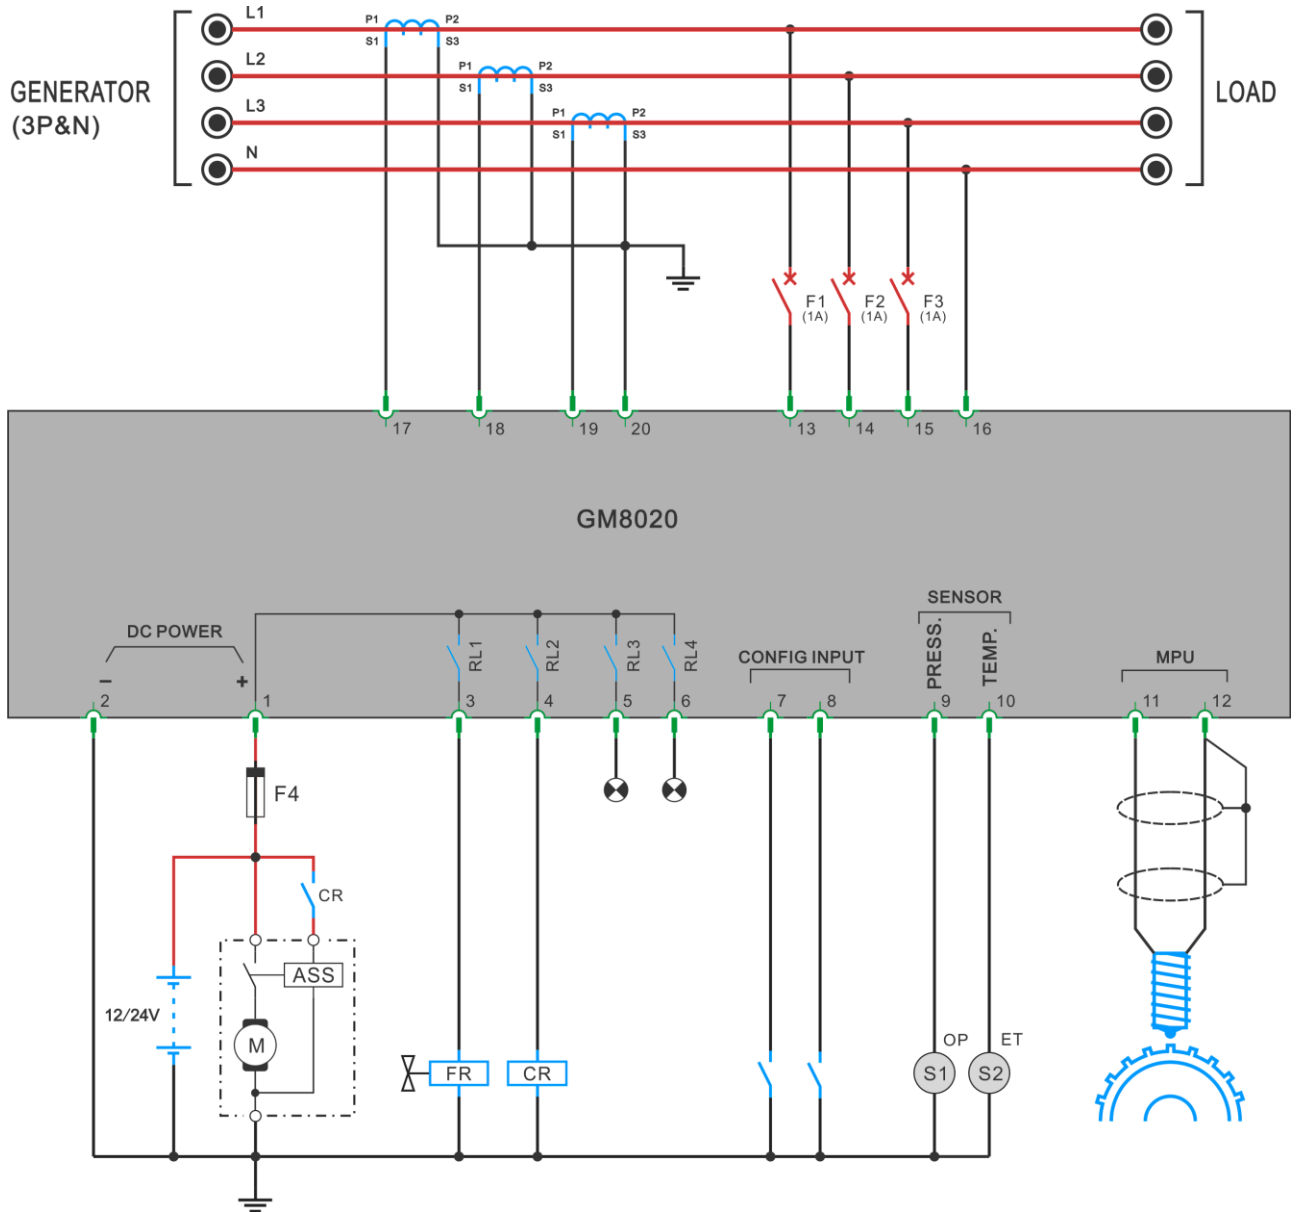 L1
P1 P2
S1 S3
L2
P1 P2
S1 S3
GENERATOR
(3P&N)
LOAD
L3
P1 P2
S1 S3
N
F1
(1A)
F2
(1A)
F3
(1A)
17 18 19 20 13 14 15 16
GM8020
SENSOR
DC POWER
RL1 RL2 RL3 RL4
CONFIG INPUT
PRESS.
TEMP.
MPU
– +
2 1 3 4 5 6 7 8 9 10 11 12
F4
CR
ASS
12/24V
M
OP ET
FR CR S1 S2